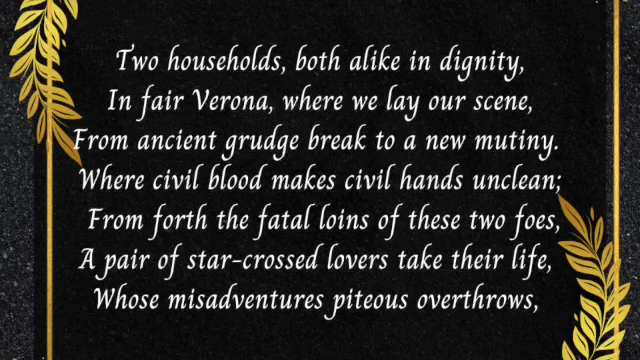 Two households, both alike in dignity,
In fair Verona, where we lay our scene,
From ancient grudge break to a new mutiny.
Where civil blood makes civil hands unclean;
From forth the fatal loins of these two foes,
A pair of star-crossed lovers take their life,
Whose misadventures piteous overthrows,